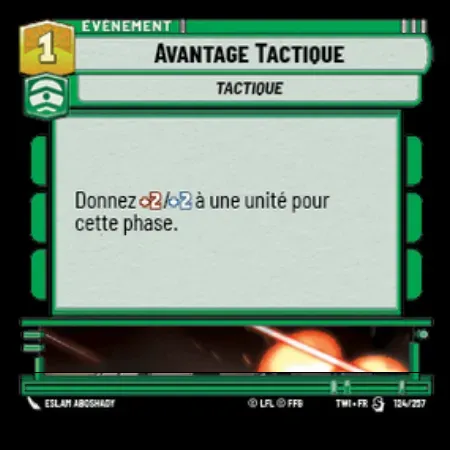 ÉVÉNEMENT
1
AVANTAGE TACTIQUE
TACTIQUE
Donnez +2/+2 à une unité pour
cette phase.
ESLAM ABOSHADY
© LFL © FFG
TWI • FR
124/257